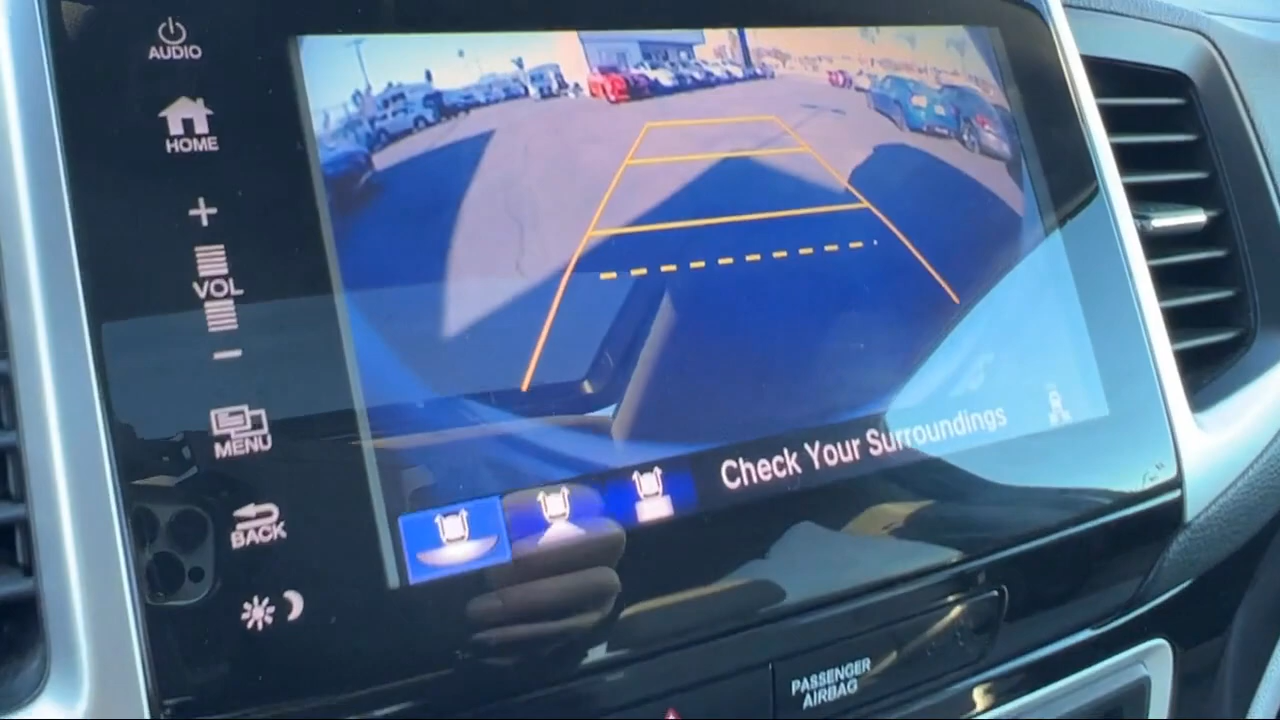 AUDIO
HOME
+
VOL
-
MENU
BACK
Check Your Surroundings
PASSENGER
AIRBAG